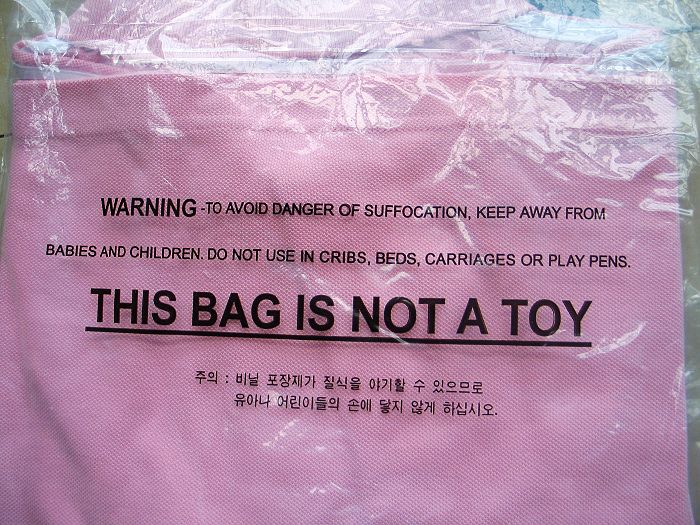 WARNING -TO AVOID DANGER OF SUFFOCATION, KEEP AWAY FROM
BABIES AND CHILDREN. DO NOT USE IN CRIBS, BEDS, CARRIAGES OR PLAY PENS.
THIS BAG IS NOT A TOY
주의 : 비닐 포장재가 질식을 야기할 수 있으므로
유아나 어린이들의 손에 닿지 않게 하십시오.